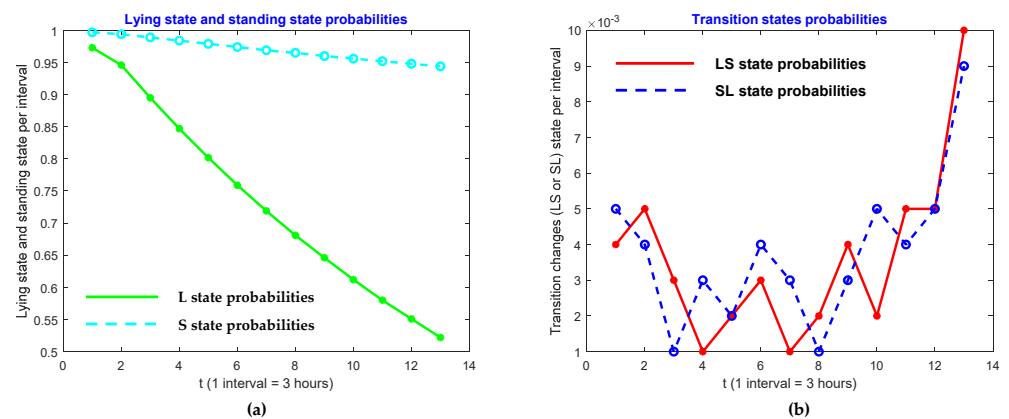 Lying state and standing state probabilities
Lying state and standing state per interval
1
0.95
0.9
0.85
0.8
0.75
0.7
0.65
0.6
0.55
0.5
L state probabilities
S state probabilities
0 2 4 6 8 10 12 14
t (1 interval = 3 hours)
(a)
Transition states probabilities
×10⁻³
Transition changes (LS or SL) state per interval
10
9
8
7
6
5
4
3
2
1
LS state probabilities
SL state probabilities
0 2 4 6 8 10 12 14
t (1 interval = 3 hours)
(b)